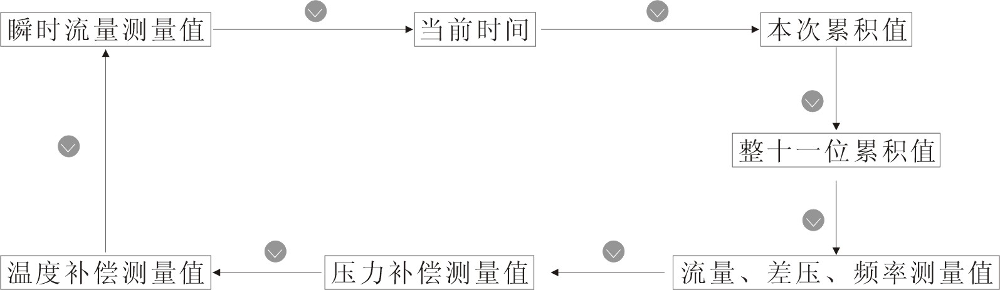 瞬时流量测量值
当前时间
本次累积值
整十一位累积值
温度补偿测量值
压力补偿测量值
流量、差压、频率测量值